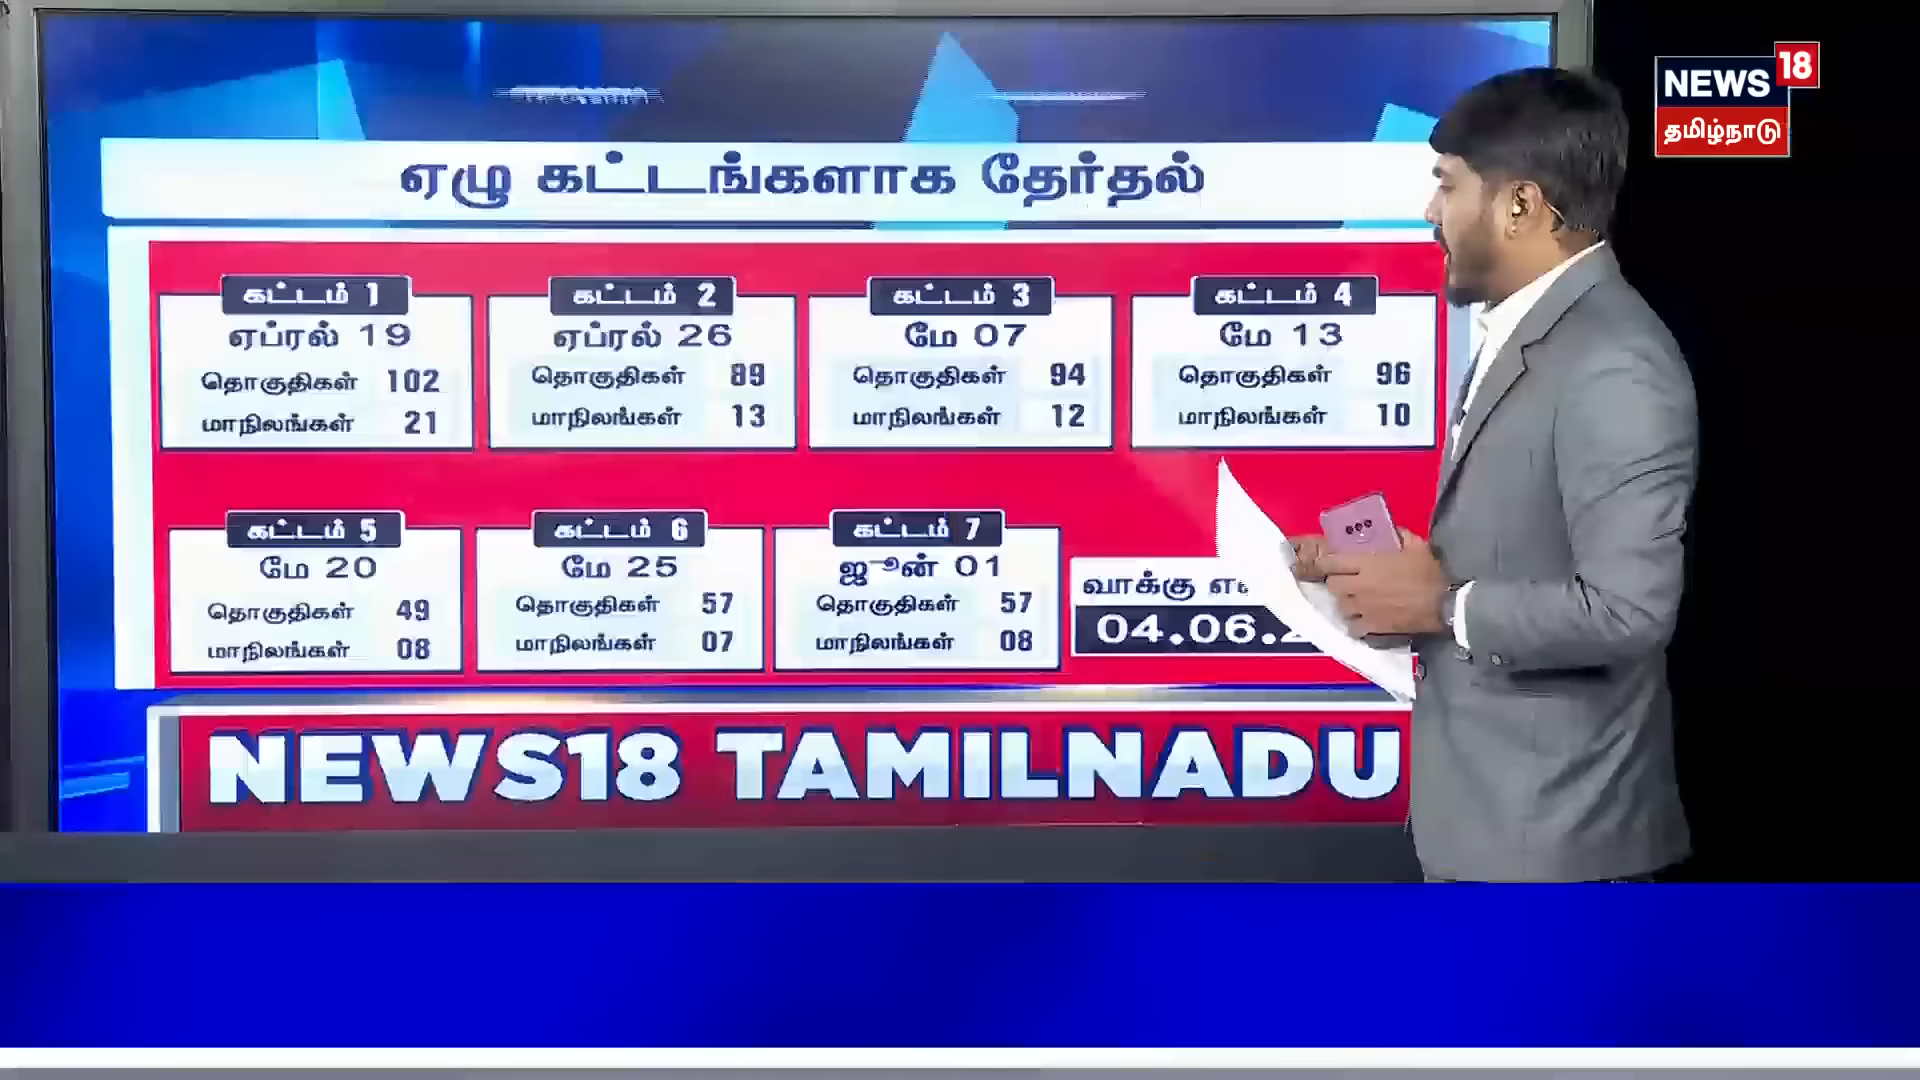 NEWS 18
தமிழ்நாடு
ஏழு கட்டங்களாக தேர்தல்
கட்டம் 1
ஏப்ரல் 19
தொகுதிகள் 102
மாநிலங்கள் 21
கட்டம் 2
ஏப்ரல் 26
தொகுதிகள் 89
மாநிலங்கள் 13
கட்டம் 3
மே 07
தொகுதிகள் 94
மாநிலங்கள் 12
கட்டம் 4
மே 13
தொகுதிகள் 96
மாநிலங்கள் 10
கட்டம் 5
மே 20
தொகுதிகள் 49
மாநிலங்கள் 08
கட்டம் 6
மே 25
தொகுதிகள் 57
மாநிலங்கள் 07
கட்டம் 7
ஜூன் 01
தொகுதிகள் 57
மாநிலங்கள் 08
வாக்கு
04.06.
NEWS18 TAMILNADU